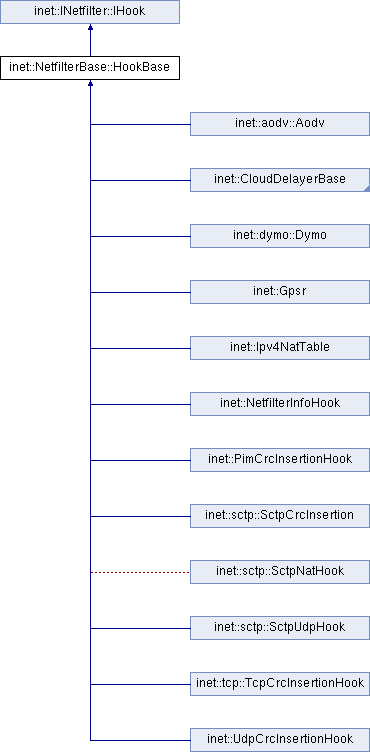 inet::INetfilter::IHook
inet::NetfilterBase::HookBase
inet::aodv::Aodv
inet::CloudDelayerBase
inet::dymo::Dymo
inet::Gpsr
inet::Ipv4NatTable
inet::NetfilterInfoHook
inet::PimCrcInsertionHook
inet::sctp::SctpCrcInsertion
inet::sctp::SctpNatHook
inet::sctp::SctpUdpHook
inet::tcp::TcpCrcInsertionHook
inet::UdpCrcInsertionHook